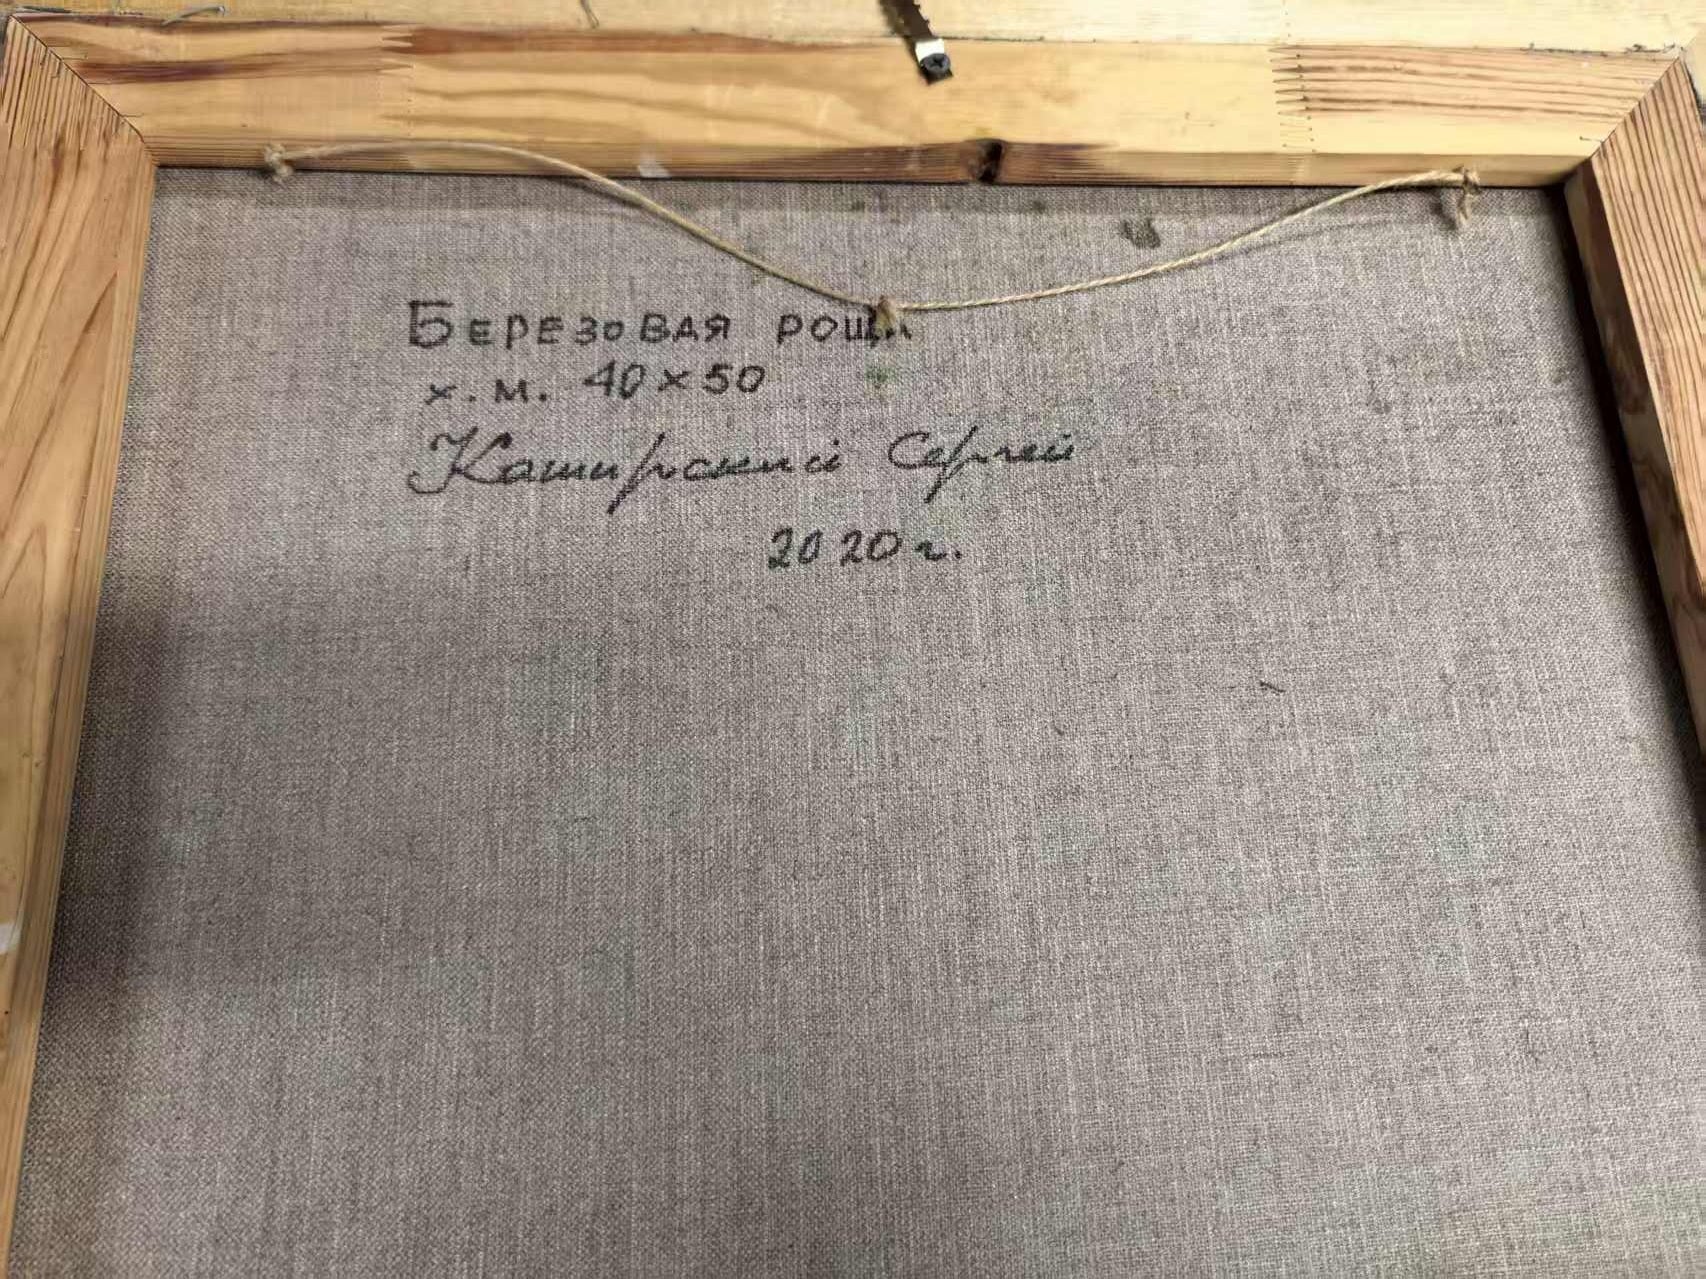 БЕРЕЗОВАЯ РОЩА
х.м. 40×50
Каширский Сергей
2020 г.